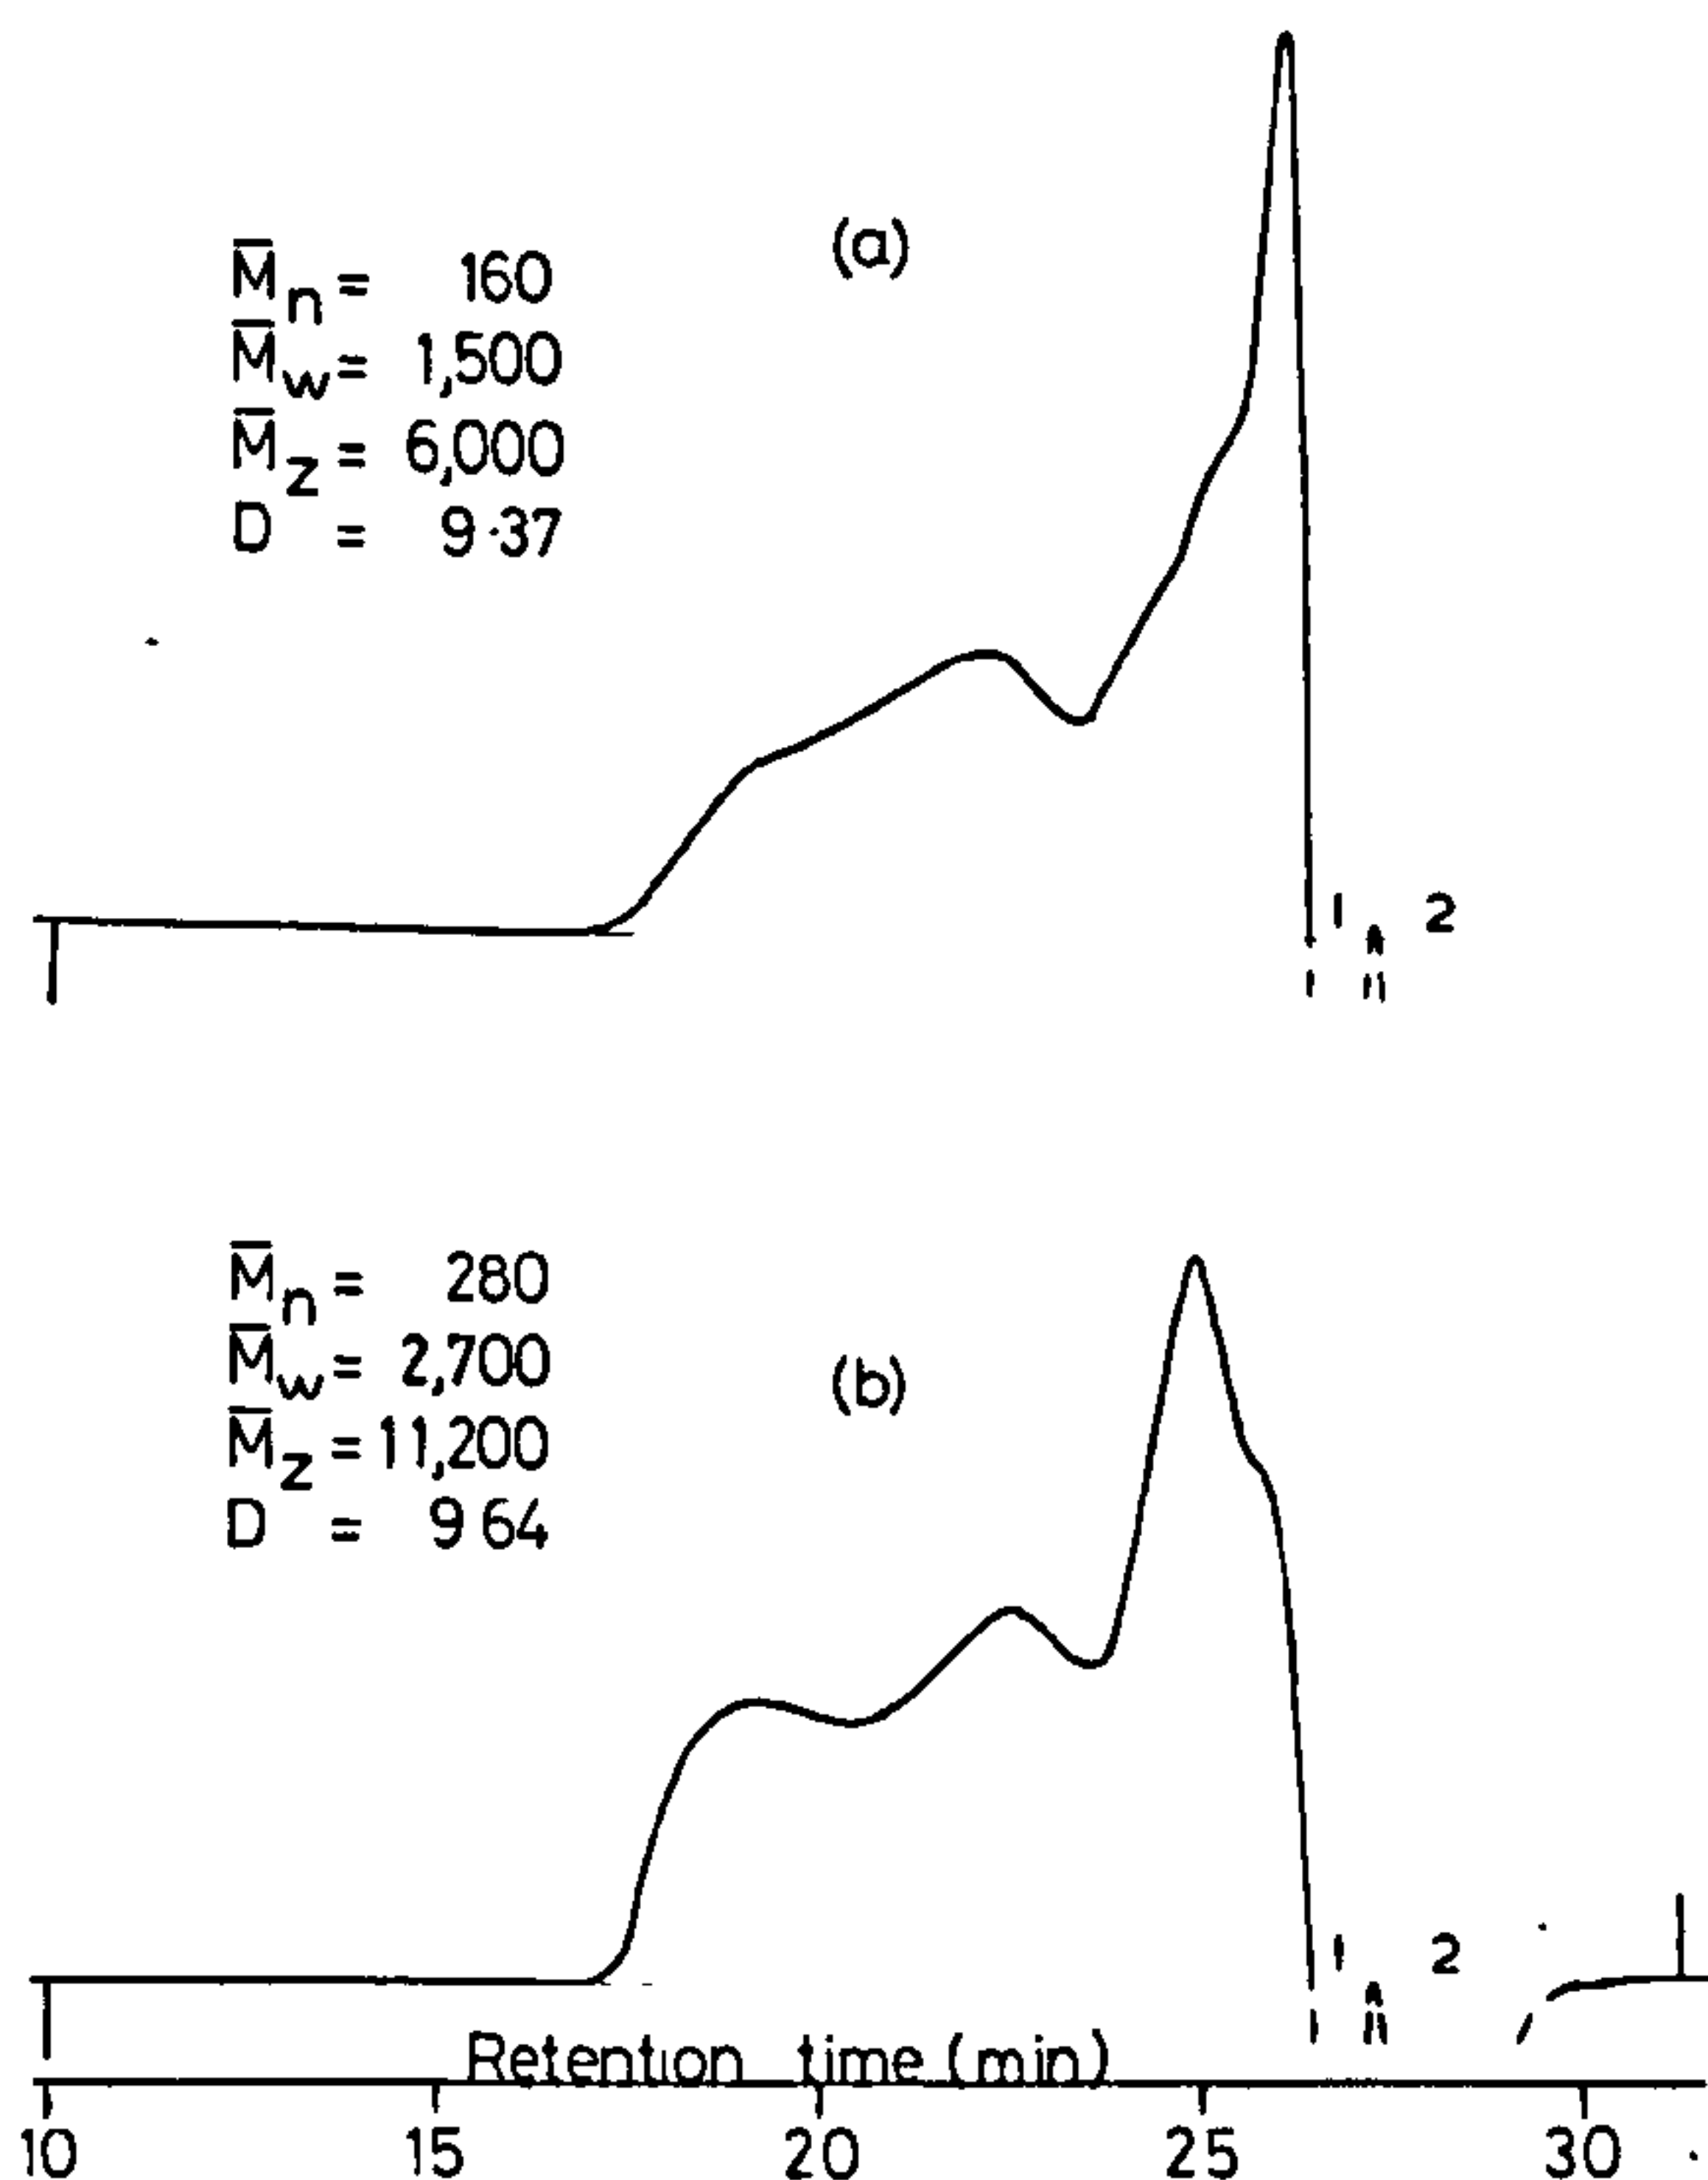 (a)
M̅n = 160
M̅w = 1,500
M̅z = 6,000
D = 9·37
1 2
(b)
M̅n = 280
M̅w = 2,700
M̅z = 11,200
D = 9 64
1 2
Retention time (min)
10 15 20 25 30